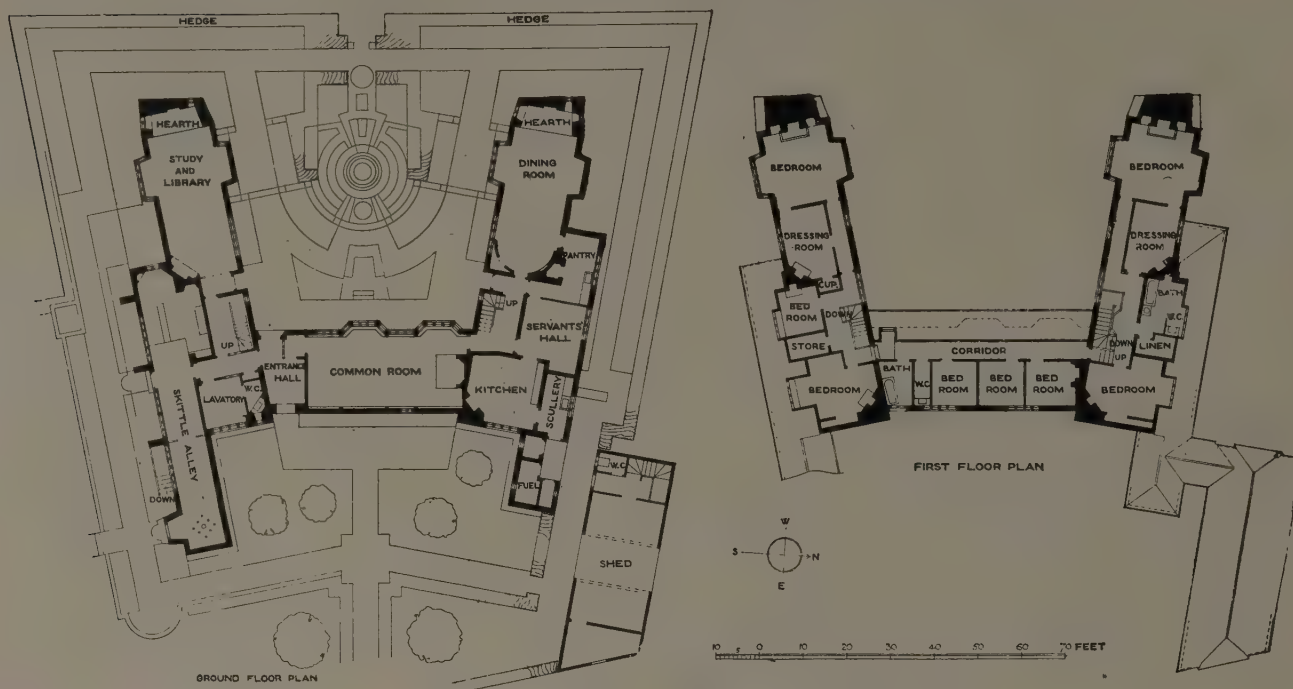 HEDGE
HEDGE
HEARTH
STUDY
AND
LIBRARY
HEARTH
DINING
ROOM
PANTRY
UP
SERVANTS'
HALL
UP
ENTRANCE
HALL
COMMON ROOM
KITCHEN
SCULLERY
W.C.
LAVATORY
SKITTLE ALLEY
DOWN
FUEL
W.C.
SHED
GROUND FLOOR PLAN
BEDROOM
DRESSING
ROOM
CUP.
BED
ROOM
DOWN
STORE
BEDROOM
CORRIDOR
BATH
W.C.
BED
ROOM
BED
ROOM
BED
ROOM
BEDROOM
DRESSING
ROOM
BATH
W.C.
DOWN
UP
LINEN
BEDROOM
FIRST FLOOR PLAN
W
S
N
E
10 5 0 10 20 30 40 50 60 70 FEET